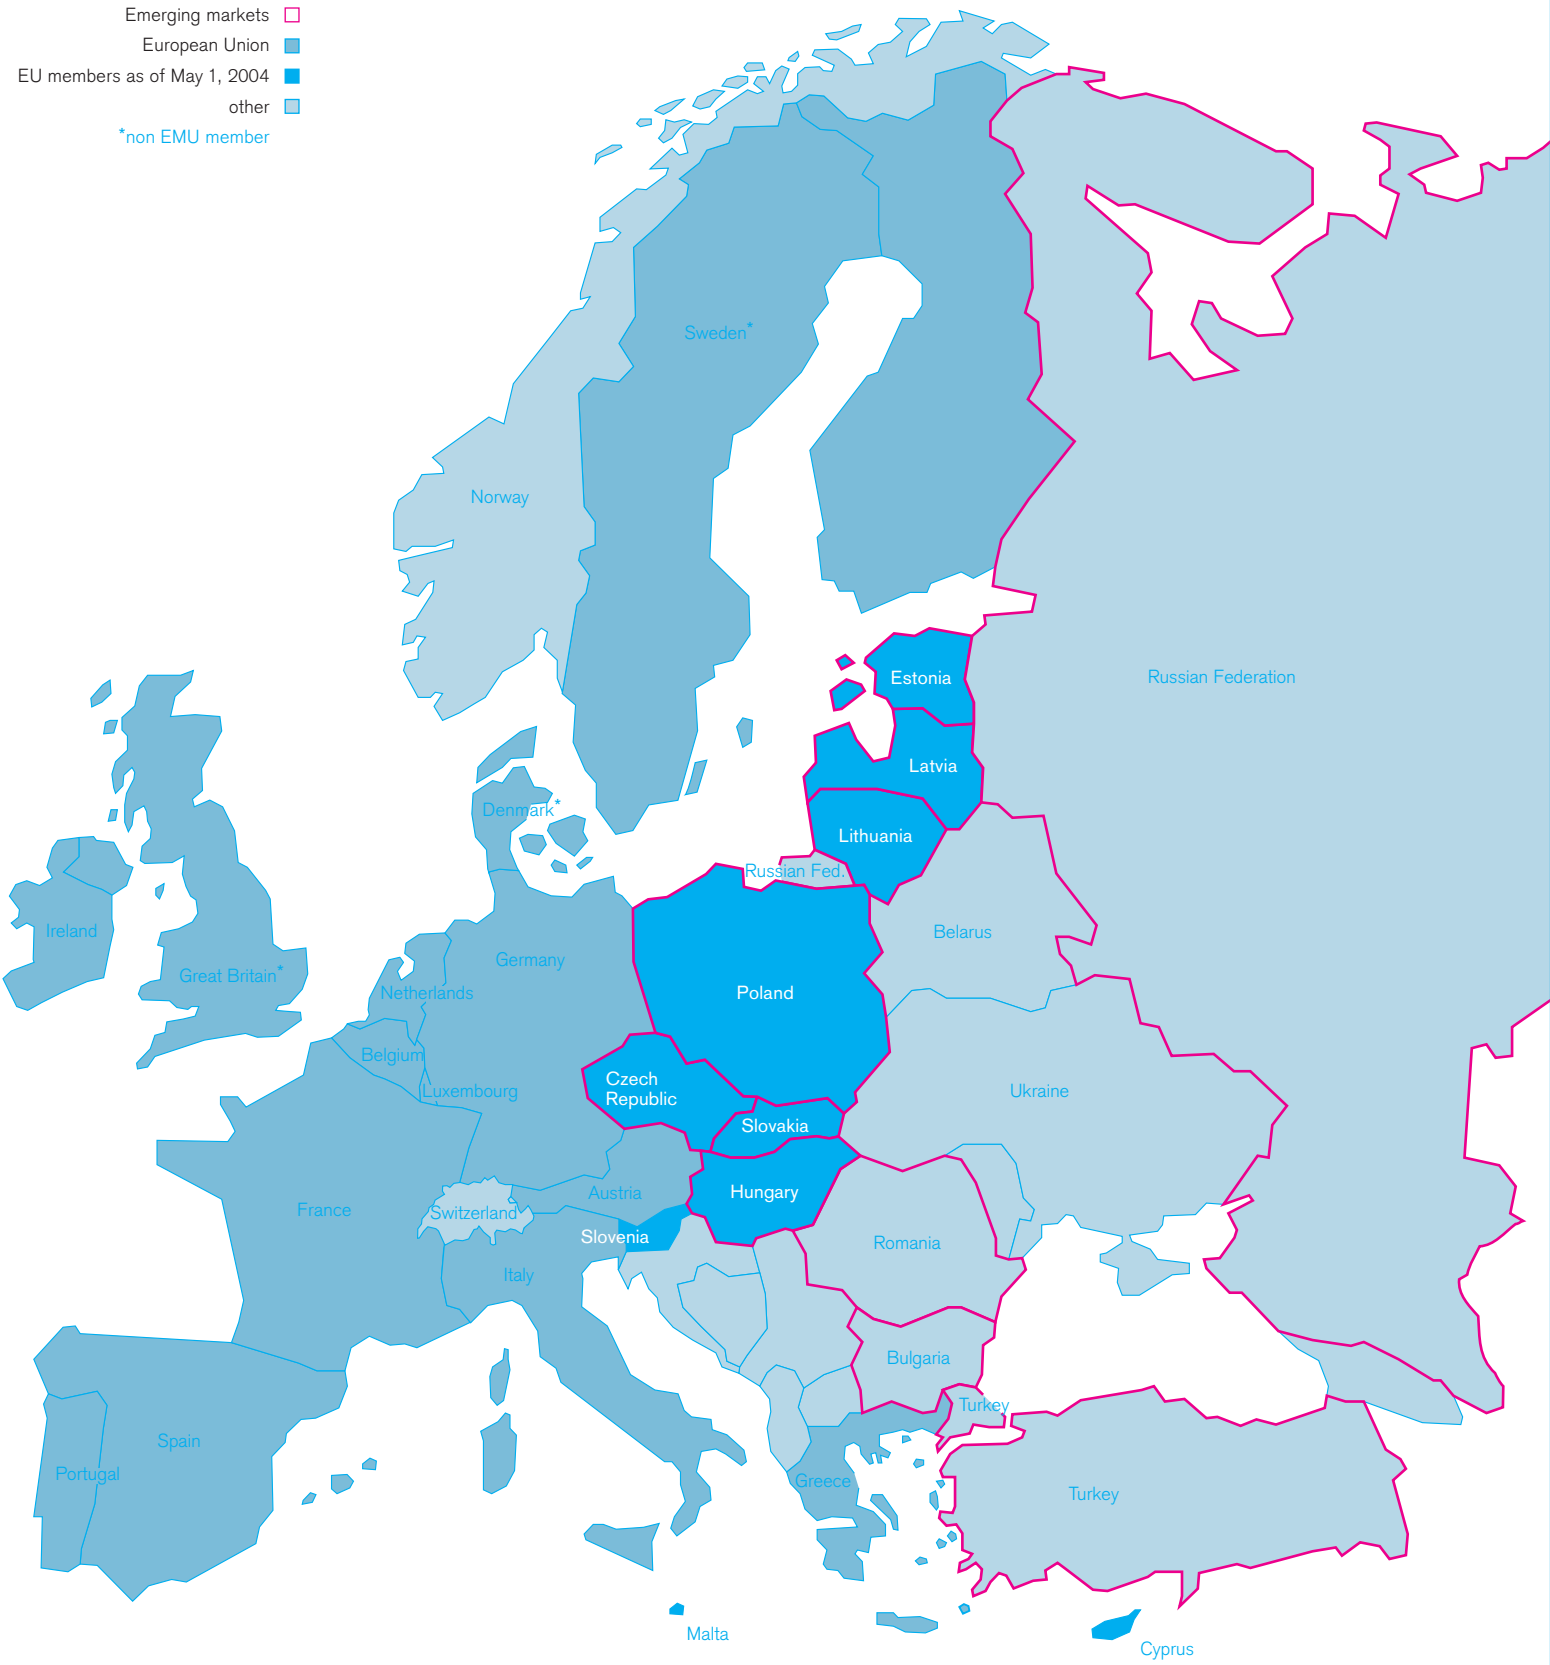 Emerging markets
European Union
EU members as of May 1, 2004
other
*non EMU member
Sweden*
Norway
Russian Federation
Estonia
Latvia
Denmark*
Lithuania
Russian Fed.
Ireland
Belarus
Germany
Great Britain*
Netherlands
Poland
Belgium
Czech
Republic
Luxembourg
Ukraine
Slovakia
Austria
Hungary
France
Switzerland
Slovenia
Romania
Italy
Bulgaria
Turkey
Spain
Portugal
Greece
Turkey
Malta
Cyprus